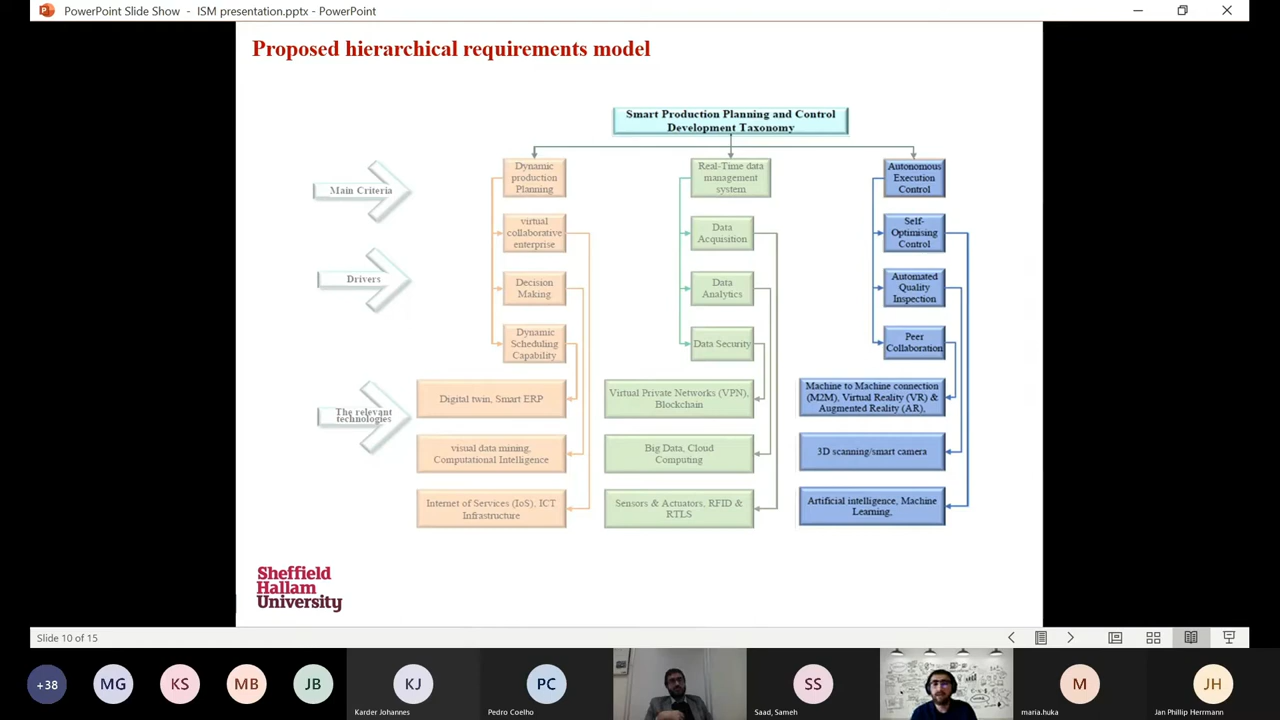 PowerPoint Slide Show - ISM presentation.pptx - PowerPoint
Proposed hierarchical requirements model
Smart Production Planning and Control
Development Taxonomy
Main Criteria
Dynamic
production
Planning
Real-Time data
management
system
Autonomous
Execution
Control
virtual
collaborative
enterprise
Data
Acquisition
Self-
Optimising
Control
Drivers
Decision
Making
Data
Analytics
Automated
Quality
Inspection
Dynamic
Scheduling
Capability
Data Security
Peer
Collaboration
The relevant
technologies
Digital twin, Smart ERP
Virtual Private Networks (VPN),
Blockchain
Machine to Machine connection
(M2M), Virtual Reality (VR) &
Augmented Reality (AR),
visual data mining,
Computational Intelligence
Big Data, Cloud
Computing
3D scanning/smart camera
Internet of Services (IoS), ICT
Infrastructure
Sensors & Actuators, RFID &
RTLS
Artificial intelligence, Machine
Learning,
Sheffield
Hallam
University
Slide 10 of 15
+38
MG
KS
MB
JB
KJ
Karder Johannes
PC
Pedro Coelho
SS
Saad, Sameh
M
maria.huka
JH
Jan Phillip Herrmann